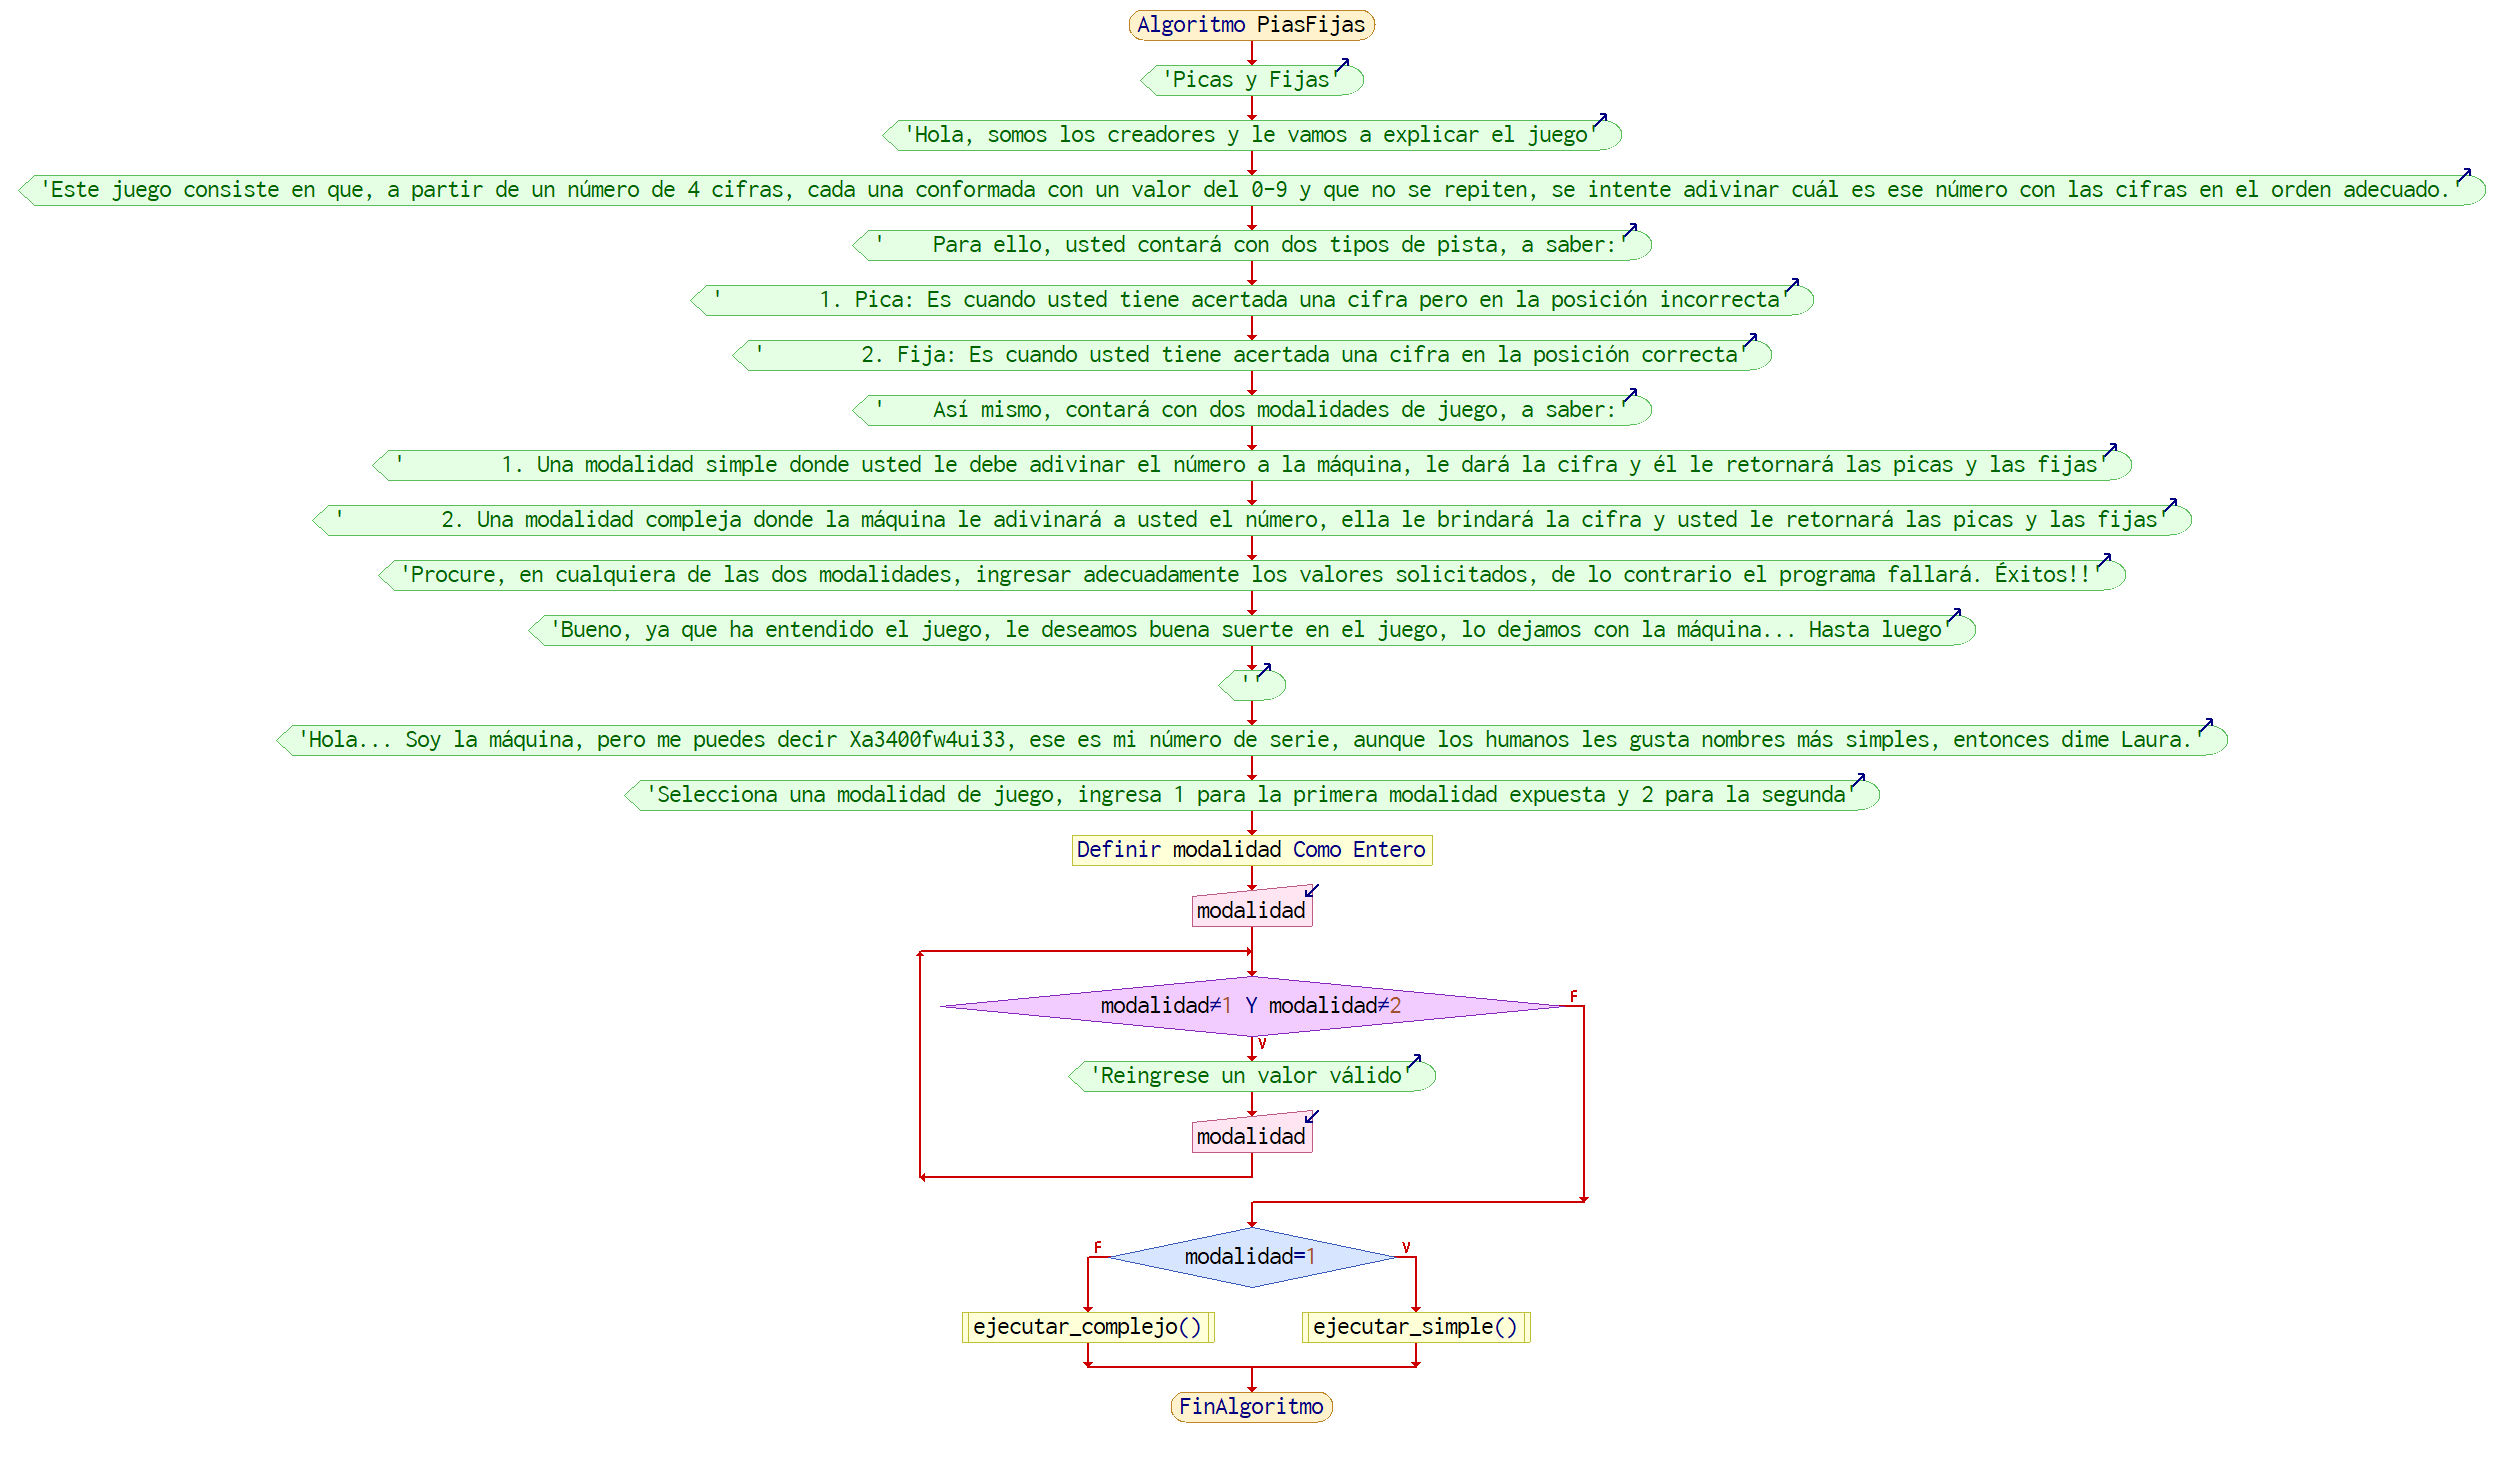 Algoritmo PiasFijas
'Picas y Fijas'
'Hola, somos los creadores y le vamos a explicar el juego'
'Este juego consiste en que, a partir de un número de 4 cifras, cada una conformada con un valor del 0-9 y que no se repiten, se intente adivinar cuál es ese número con las cifras en el orden adecuado.'
'    Para ello, usted contará con dos tipos de pista, a saber:'
'        1. Pica: Es cuando usted tiene acertada una cifra pero en la posición incorrecta'
'        2. Fija: Es cuando usted tiene acertada una cifra en la posición correcta'
'    Así mismo, contará con dos modalidades de juego, a saber:'
'        1. Una modalidad simple donde usted le debe adivinar el número a la máquina, le dará la cifra y él le retornará las picas y las fijas'
'        2. Una modalidad compleja donde la máquina le adivinará a usted el número, ella le brindará la cifra y usted le retornará las picas y las fijas'
'Procure, en cualquiera de las dos modalidades, ingresar adecuadamente los valores solicitados, de lo contrario el programa fallará. Éxitos!!'
'Bueno, ya que ha entendido el juego, le deseamos buena suerte en el juego, lo dejamos con la máquina... Hasta luego'
''
'Hola... Soy la máquina, pero me puedes decir Xa3400fw4ui33, ese es mi número de serie, aunque los humanos les gusta nombres más simples, entonces dime Laura.'
'Selecciona una modalidad de juego, ingresa 1 para la primera modalidad expuesta y 2 para la segunda'
Definir modalidad Como Entero
modalidad
modalidad≠1 Y modalidad≠2
F
V
'Reingrese un valor válido'
modalidad
F
V
modalidad=1
ejecutar_complejo()
ejecutar_simple()
FinAlgoritmo